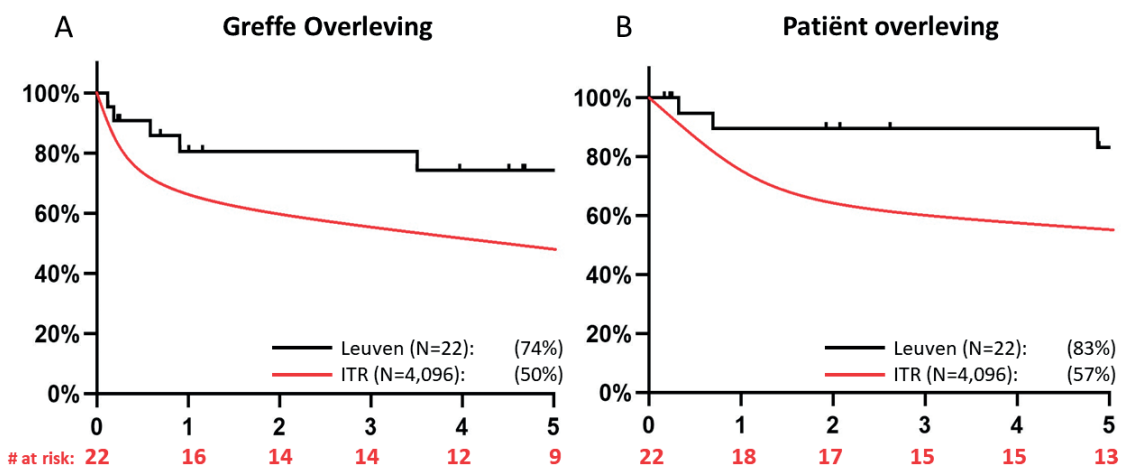 A
Greffe Overleving
100%
80%
60%
40%
20%
0%
Leuven (N=22): (74%)
ITR (N=4,096): (50%)
0 1 2 3 4 5
# at risk: 22 16 14 14 12 9
B
Patiënt overleving
100%
80%
60%
40%
20%
0%
Leuven (N=22): (83%)
ITR (N=4,096): (57%)
0 1 2 3 4 5
22 18 17 15 15 13